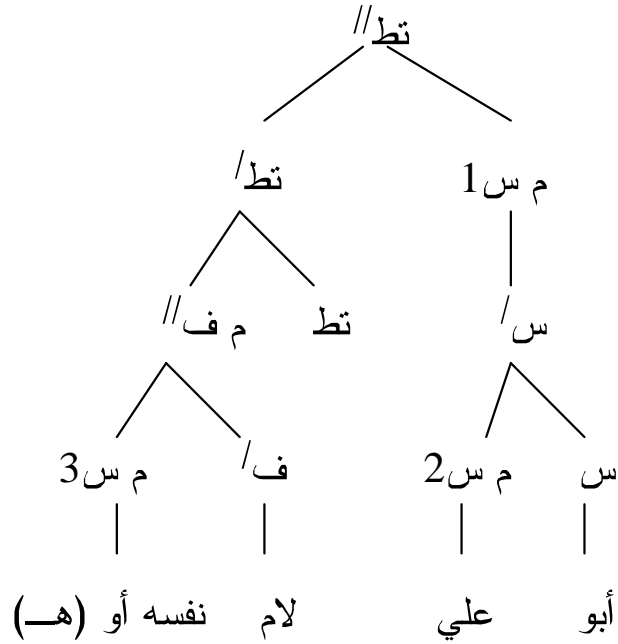 تط//
م س1 تط/
س/ تط م ف//
س م س2 ف/ م س3
أبو علي لام نفسه أو (هـ)